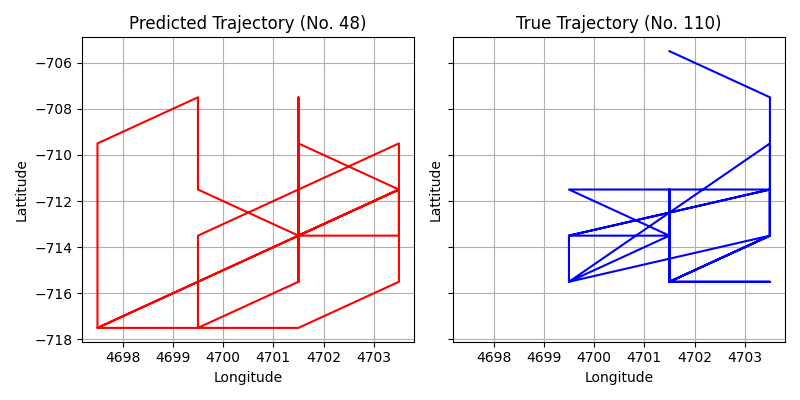 Predicted Trajectory (No. 48)
True Trajectory (No. 110)
−706
−708
−710
−712
−714
−716
−718
Lattitude
Lattitude
4698 4699 4700 4701 4702 4703
4698 4699 4700 4701 4702 4703
Longitude
Longitude